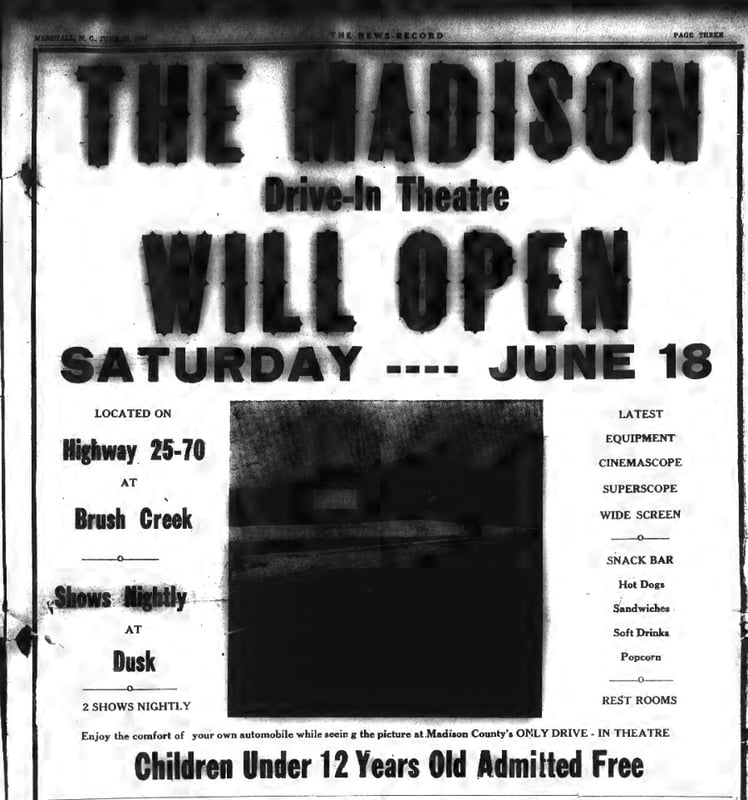 MARSHALL, N. C., JUNE
THE NEWS-RECORD
PAGE THREE
THE MADISON
Drive-In Theatre
WILL OPEN
SATURDAY ---- JUNE 18
LOCATED ON
Highway 25-70
AT
Brush Creek
Shows Nightly
AT
Dusk
2 SHOWS NIGHTLY
LATEST
EQUIPMENT
CINEMASCOPE
SUPERSCOPE
WIDE SCREEN
SNACK BAR
Hot Dogs
Sandwiches
Soft Drinks
Popcorn
REST ROOMS
Enjoy the comfort of your own automobile while seein g the picture at Madison County's ONLY DRIVE - IN THEATRE
Children Under 12 Years Old Admitted Free